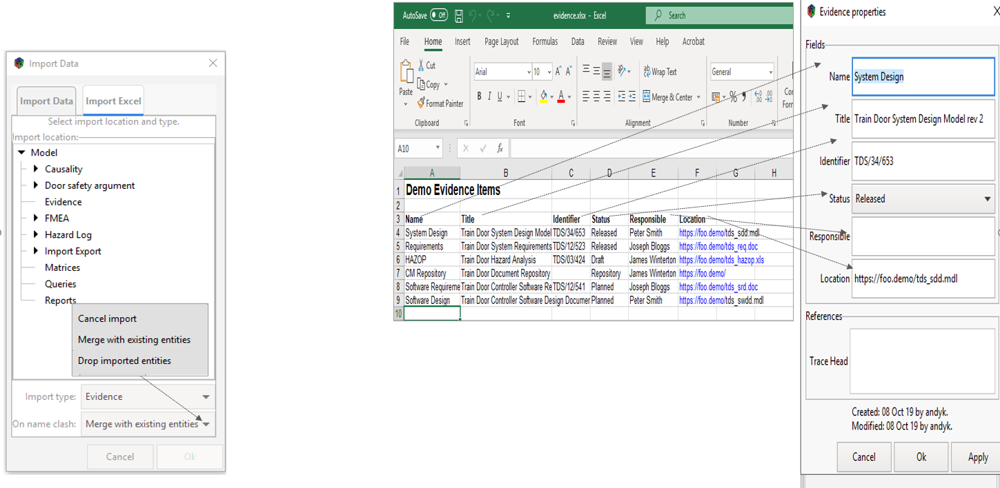 Import Data
Import Data Import Excel
Select import location and type.
Import location:
Model
Causality
Door safety argument
Evidence
FMEA
Hazard Log
Import Export
Matrices
Queries
Reports
Cancel import
Merge with existing entities
Drop imported entities
Import type: Evidence
On name clash: Merge with existing entities
Cancel Ok
AutoSave Off evidence.xlsx - Excel Search
File Home Insert Page Layout Formulas Data Review View Help Acrobat
Cut
Copy
Format Painter
Paste
Clipboard
Arial 10 A A
B I U A
Font
Wrap Text
Merge & Center
Alignment
General
% 9 .00 .00
Number
A10 fx
A B C D E F G H
1 Demo Evidence Items
2
3 Name Title Identifier Status Responsible Location
4 System Design Train Door System Design Model TDS/34/653 Released Peter Smith https://foo.demo/tds_sdd.mdl
5 Requirements Train Door System Requirements TDS/12/523 Released Joseph Bloggs https://foo.demo/tds_req.doc
6 HAZOP Train Door Hazard Analysis TDS/03/424 Draft James Winterton https://foo.demo/tds_hazop.xls
7 CM Repository Train Door Document Repository Repository James Winterton https://foo.demo/
8 Software Requireme Train Door Controller Software Re TDS/12/541 Planned Joseph Bloggs https://foo.demo/tds_srd.doc
9 Software Design Train Door Controller Software Design Documen Planned Peter Smith https://foo.demo/tds_swdd.mdl
10
Evidence properties
Fields
Name System Design
Title Train Door System Design Model rev 2
Identifier TDS/34/653
Status Released
Responsible
Location https://foo.demo/tds_sdd.mdl
References
Trace Head
Created: 08 Oct 19 by andyk.
Modified: 08 Oct 19 by andyk.
Cancel Ok Apply